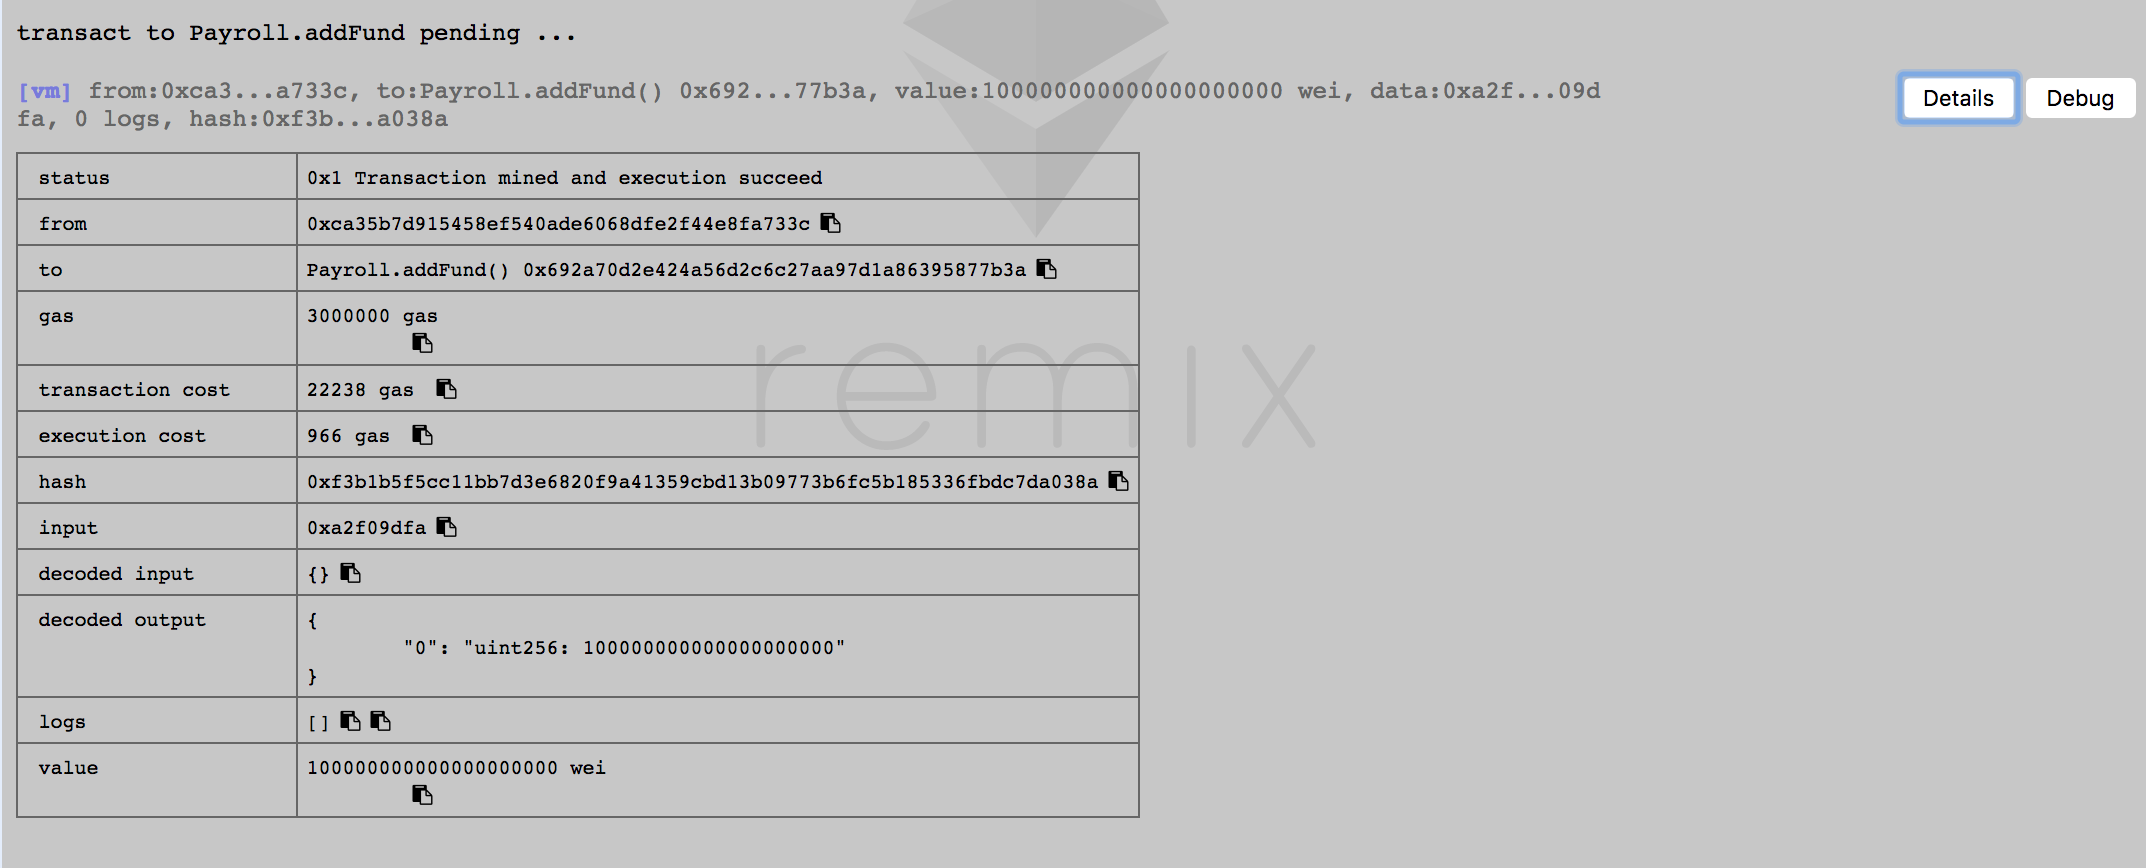 transact to Payroll.addFund pending ...
[vm] from:0xca3...a733c, to:Payroll.addFund() 0x692...77b3a, value:100000000000000000000 wei, data:0xa2f...09d
fa, 0 logs, hash:0xf3b...a038a
Details Debug
status 0x1 Transaction mined and execution succeed
from 0xca35b7d915458ef540ade6068dfe2f44e8fa733c
to Payroll.addFund() 0x692a70d2e424a56d2c6c27aa97d1a86395877b3a
gas 3000000 gas
transaction cost 22238 gas
execution cost 966 gas
hash 0xf3b1b5f5cc11bb7d3e6820f9a41359cbd13b09773b6fc5b185336fbdc7da038a
input 0xa2f09dfa
decoded input {}
decoded output {
"0": "uint256: 100000000000000000000"
}
logs []
value 100000000000000000000 wei
remix